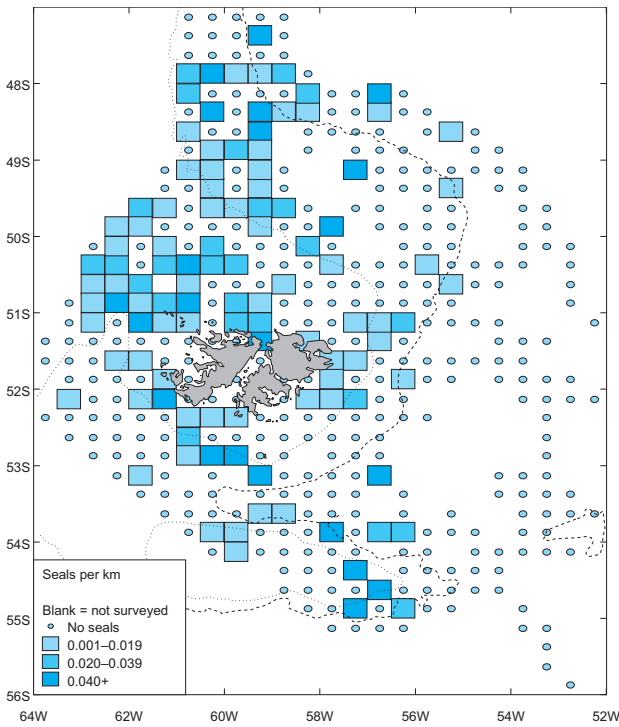 48S
49S
50S
51S
52S
53S
54S
55S
56S
Seals per km
Blank = not surveyed
No seals
0.001–0.019
0.020–0.039
0.040+
64W 62W 60W 58W 56W 54W 52W